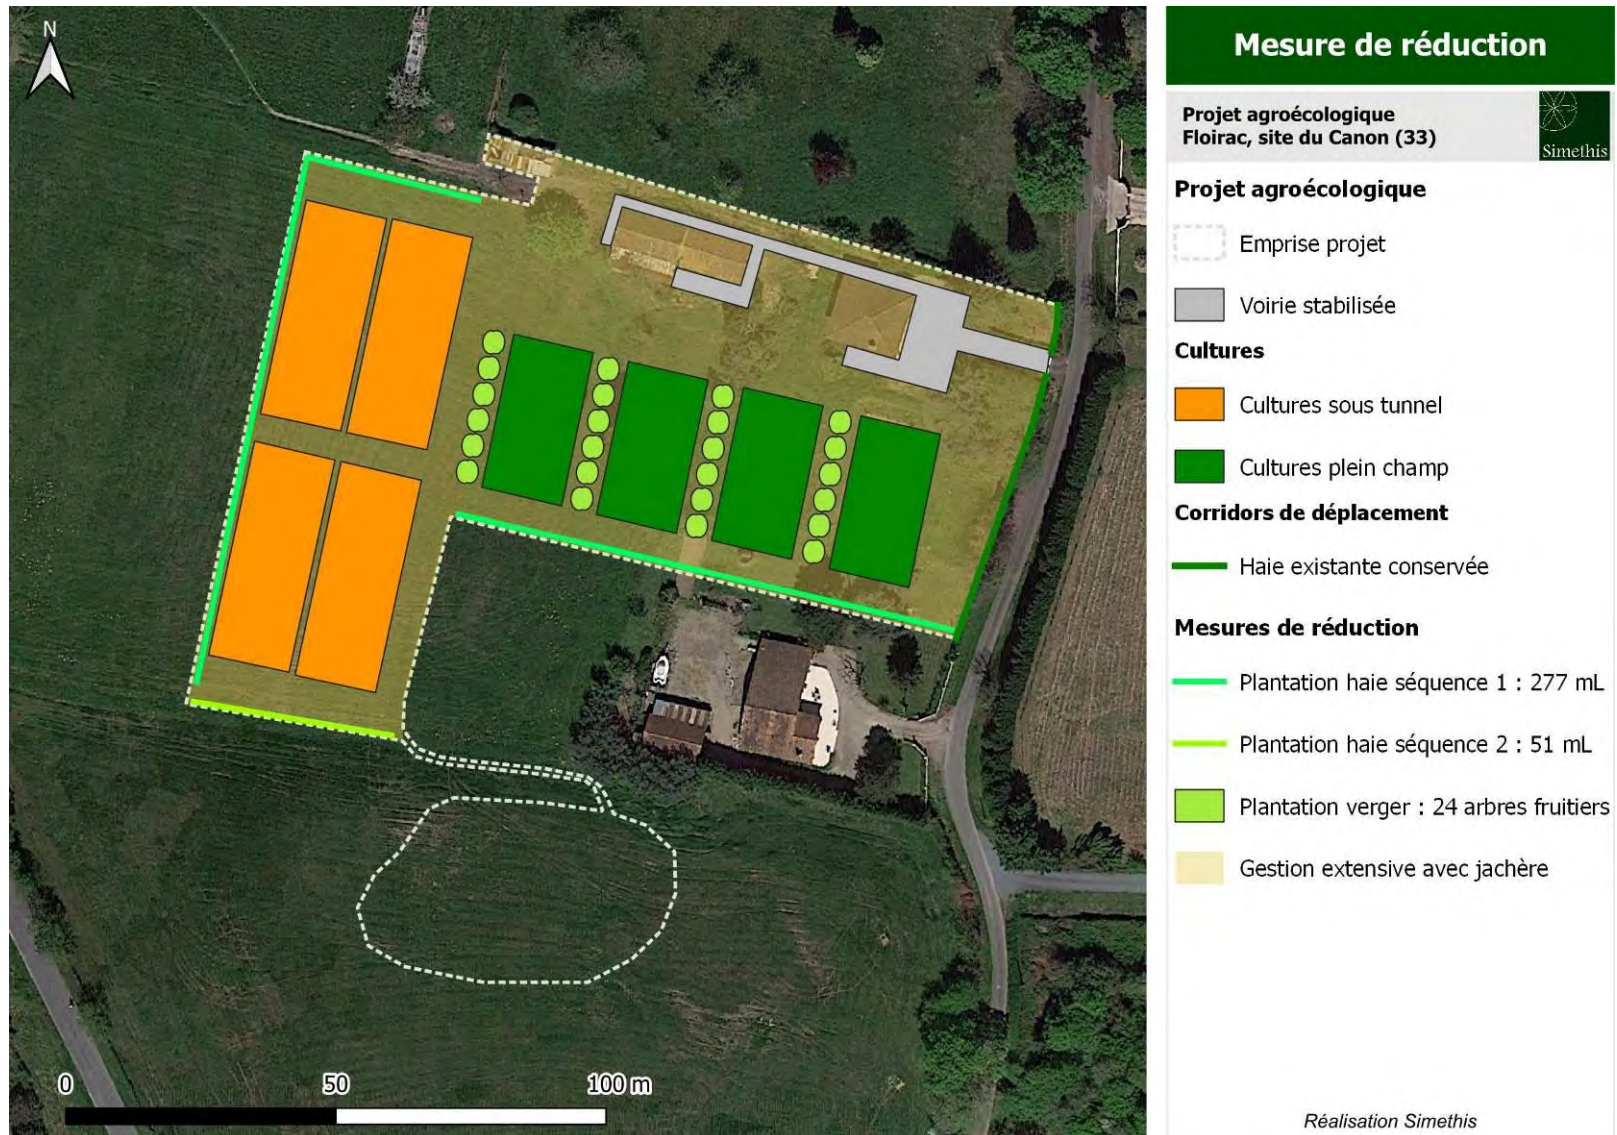 N
0
50
100 m
Mesure de réduction
Projet agroécologique
Floirac, site du Canon (33)
Simethis
Projet agroécologique
Emprise projet
Voirie stabilisée
Cultures
Cultures sous tunnel
Cultures plein champ
Corridors de déplacement
Haie existante conservée
Mesures de réduction
Plantation haie séquence 1 : 277 mL
Plantation haie séquence 2 : 51 mL
Plantation verger : 24 arbres fruitiers
Gestion extensive avec jachère
Réalisation Simethis